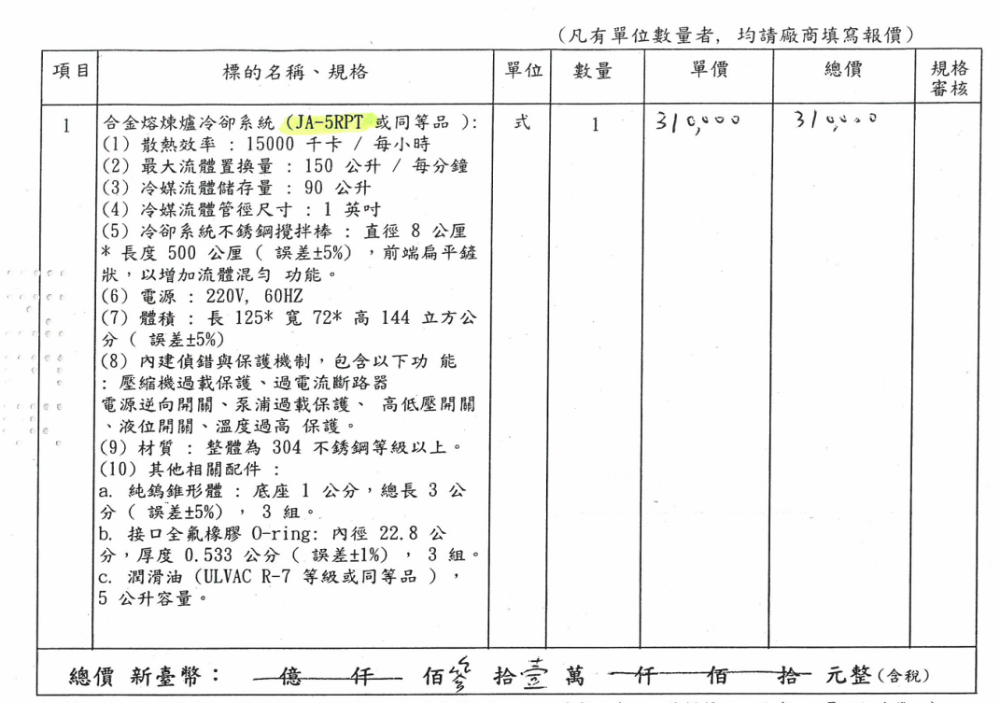 (凡有單位數量者, 均請廠商填寫報價)
項目 標的名稱、規格 單位 數量 單價 總價 規格審核
1 合金熔煉爐冷卻系統 (JA-5RPT 或同等品 ): 式 1 310,000 310,000
(1) 散熱效率 : 15000 千卡 / 每小時
(2) 最大流體置換量 : 150 公升 / 每分鐘
(3) 冷媒流體儲存量 : 90 公升
(4) 冷媒流體管徑尺寸 : 1 英吋
(5) 冷卻系統不銹鋼攪拌棒 : 直徑 8 公厘
* 長度 500 公厘 ( 誤差±5%) ,前端扁平鏟
狀,以增加流體混勻 功能。
(6) 電源 : 220V, 60HZ
(7) 體積 : 長 125* 寬 72* 高 144 立方公
分 ( 誤差±5%)
(8) 內建偵錯與保護機制,包含以下功 能
: 壓縮機過載保護、過電流斷路器
電源逆向開關、泵浦過載保護、 高低壓開關
、液位開關、溫度過高 保護。
(9) 材質 : 整體為 304 不銹鋼等級以上。
(10) 其他相關配件 :
a. 純鎢錐形體 : 底座 1 公分,總長 3 公
分 ( 誤差±5%) , 3 組。
b. 接口全氟橡膠 O-ring: 內徑 22.8 公
分,厚度 0.533 公分 ( 誤差±1%) , 3 組。
c. 潤滑油 (ULVAC R-7 等級或同等品 ) ,
5 公升容量。
總價 新臺幣: 億 仟 佰 參 拾 壹 萬 仟 佰 拾 元整(含稅)